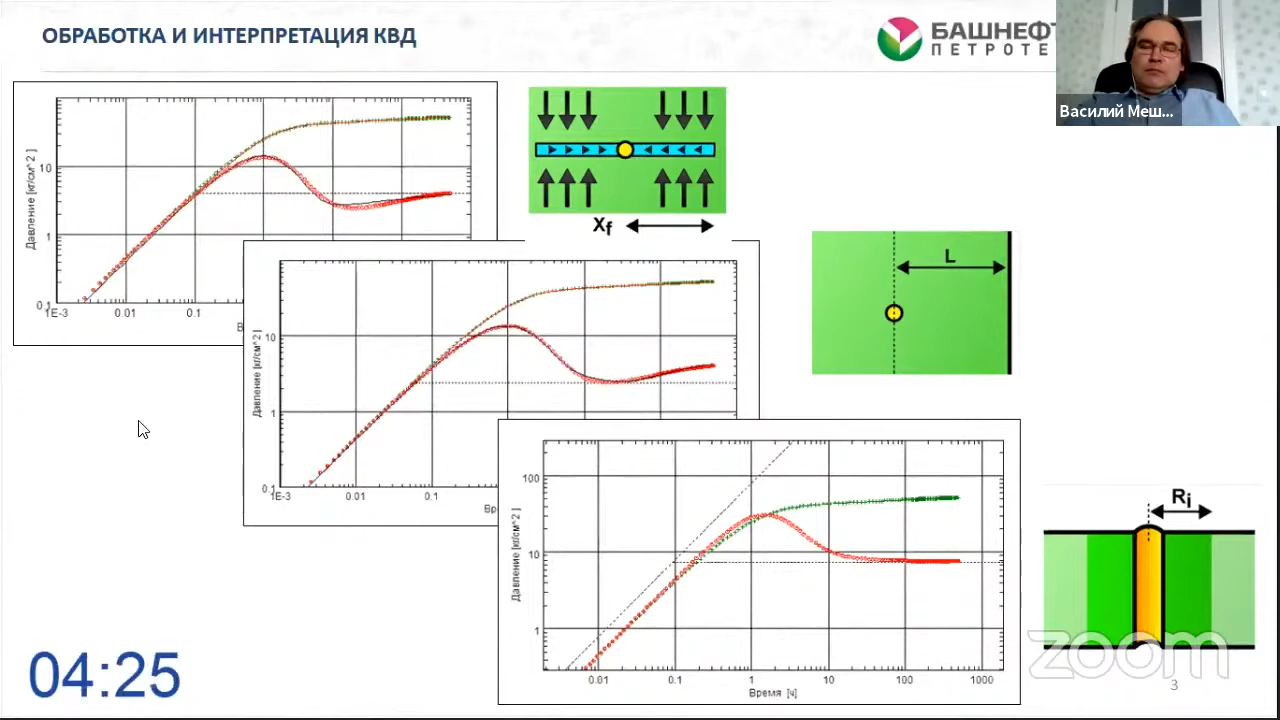 ОБРАБОТКА И ИНТЕРПРЕТАЦИЯ КВД
БАШНЕФТ
ПЕТРОТЕ
Василий Меш...
Давление [кг/см^2 ]
10
1
0.1
1E-3
0.01
0.1
В
Xf
L
Давление [кг/см^2 ]
10
1
0.1
1E-3
0.01
0.1
Вр
Давление [кг/см^2 ]
100
10
1
0.01
0.1
1
10
100
1000
Время [ч]
Ri
zoom
04:25
3